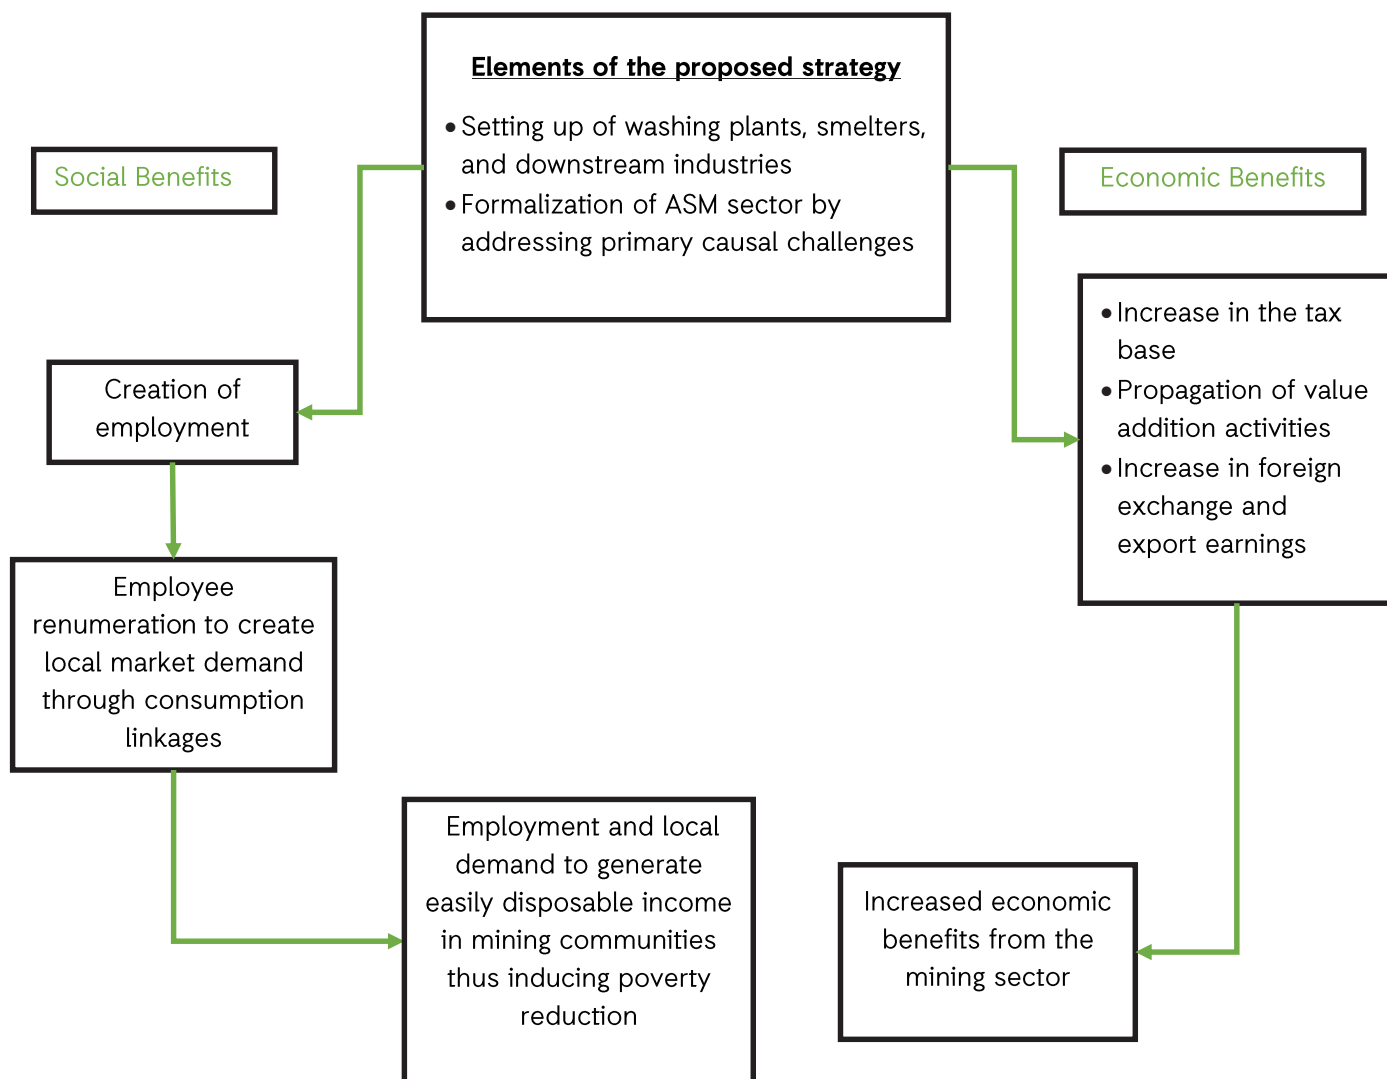 Elements of the proposed strategy
• Setting up of washing plants, smelters,
and downstream industries
• Formalization of ASM sector by
addressing primary causal challenges
Social Benefits
Economic Benefits
Creation of
employment
Employee
renumeration to create
local market demand
through consumption
linkages
Employment and local
demand to generate
easily disposable income
in mining communities
thus inducing poverty
reduction
• Increase in the tax
base
• Propagation of value
addition activities
• Increase in foreign
exchange and
export earnings
Increased economic
benefits from the
mining sector